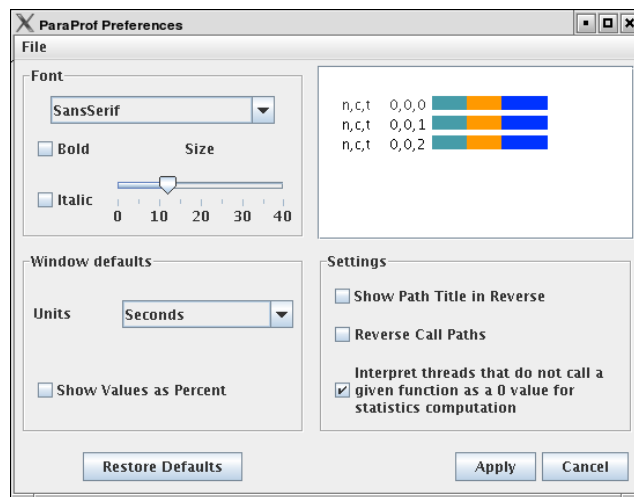 ParaProf Preferences
File
Font
SansSerif
Bold
Size
Italic
0 10 20 30 40
n,c,t 0,0,0
n,c,t 0,0,1
n,c,t 0,0,2
Window defaults
Units
Seconds
Show Values as Percent
Settings
Show Path Title in Reverse
Reverse Call Paths
Interpret threads that do not call a
given function as a 0 value for
statistics computation
Restore Defaults
Apply
Cancel